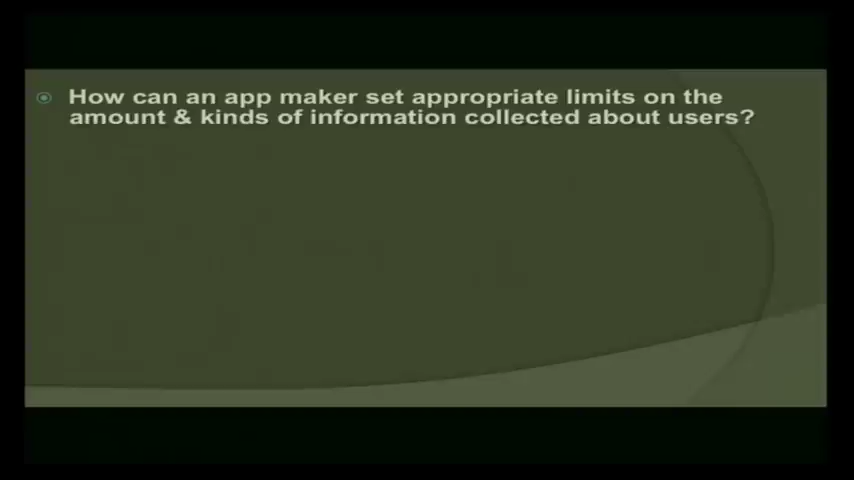 How can an app maker set appropriate limits on the
amount & kinds of information collected about users?